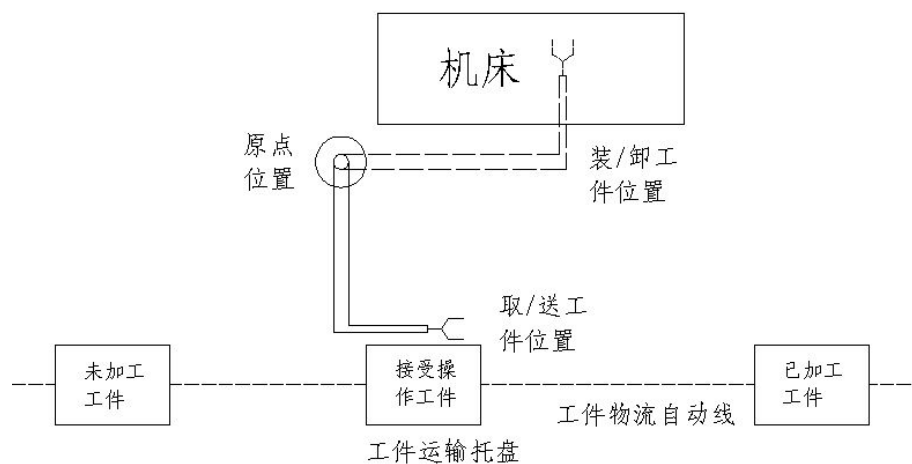 机床
原点
位置
装/卸工
件位置
取/送工
件位置
未加工
工件
接受操
作工件
已加工
工件
工件物流自动线
工件运输托盘